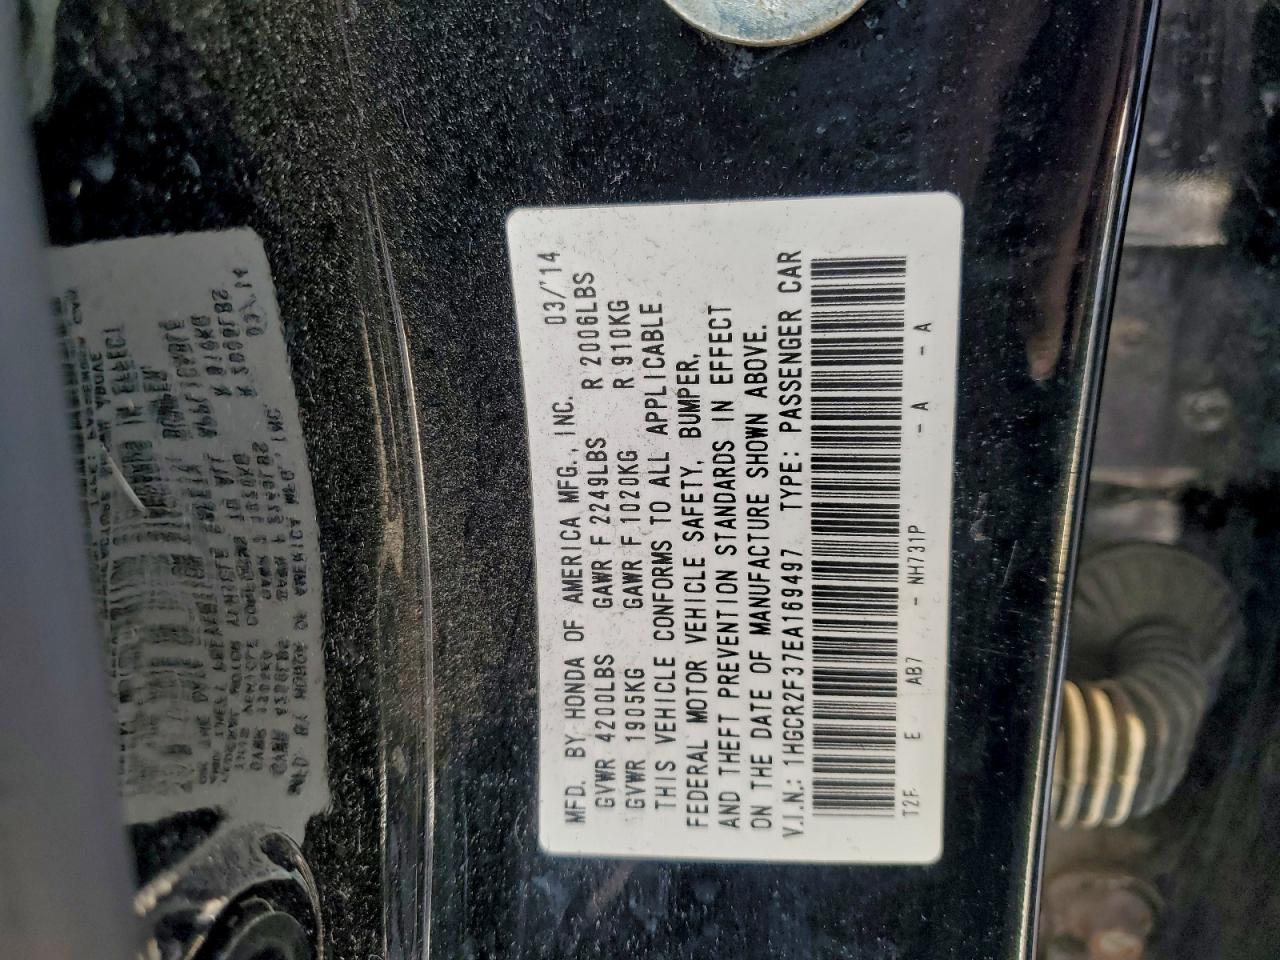 MFD. BY HONDA OF AMERICA MFG., INC. 03/'14
GVWR 4200LBS GAWR F 2249LBS R 2006LBS
GVWR 1905KG GAWR F 1020KG R 910KG
THIS VEHICLE CONFORMS TO ALL APPLICABLE
FEDERAL MOTOR VEHICLE SAFETY, BUMPER,
AND THEFT PREVENTION STANDARDS IN EFFECT
ON THE DATE OF MANUFACTURE SHOWN ABOVE.
V.I.N.: 1HGCR2F37EA169497 TYPE: PASSENGER CAR
E AB7 - NH731P - A - A